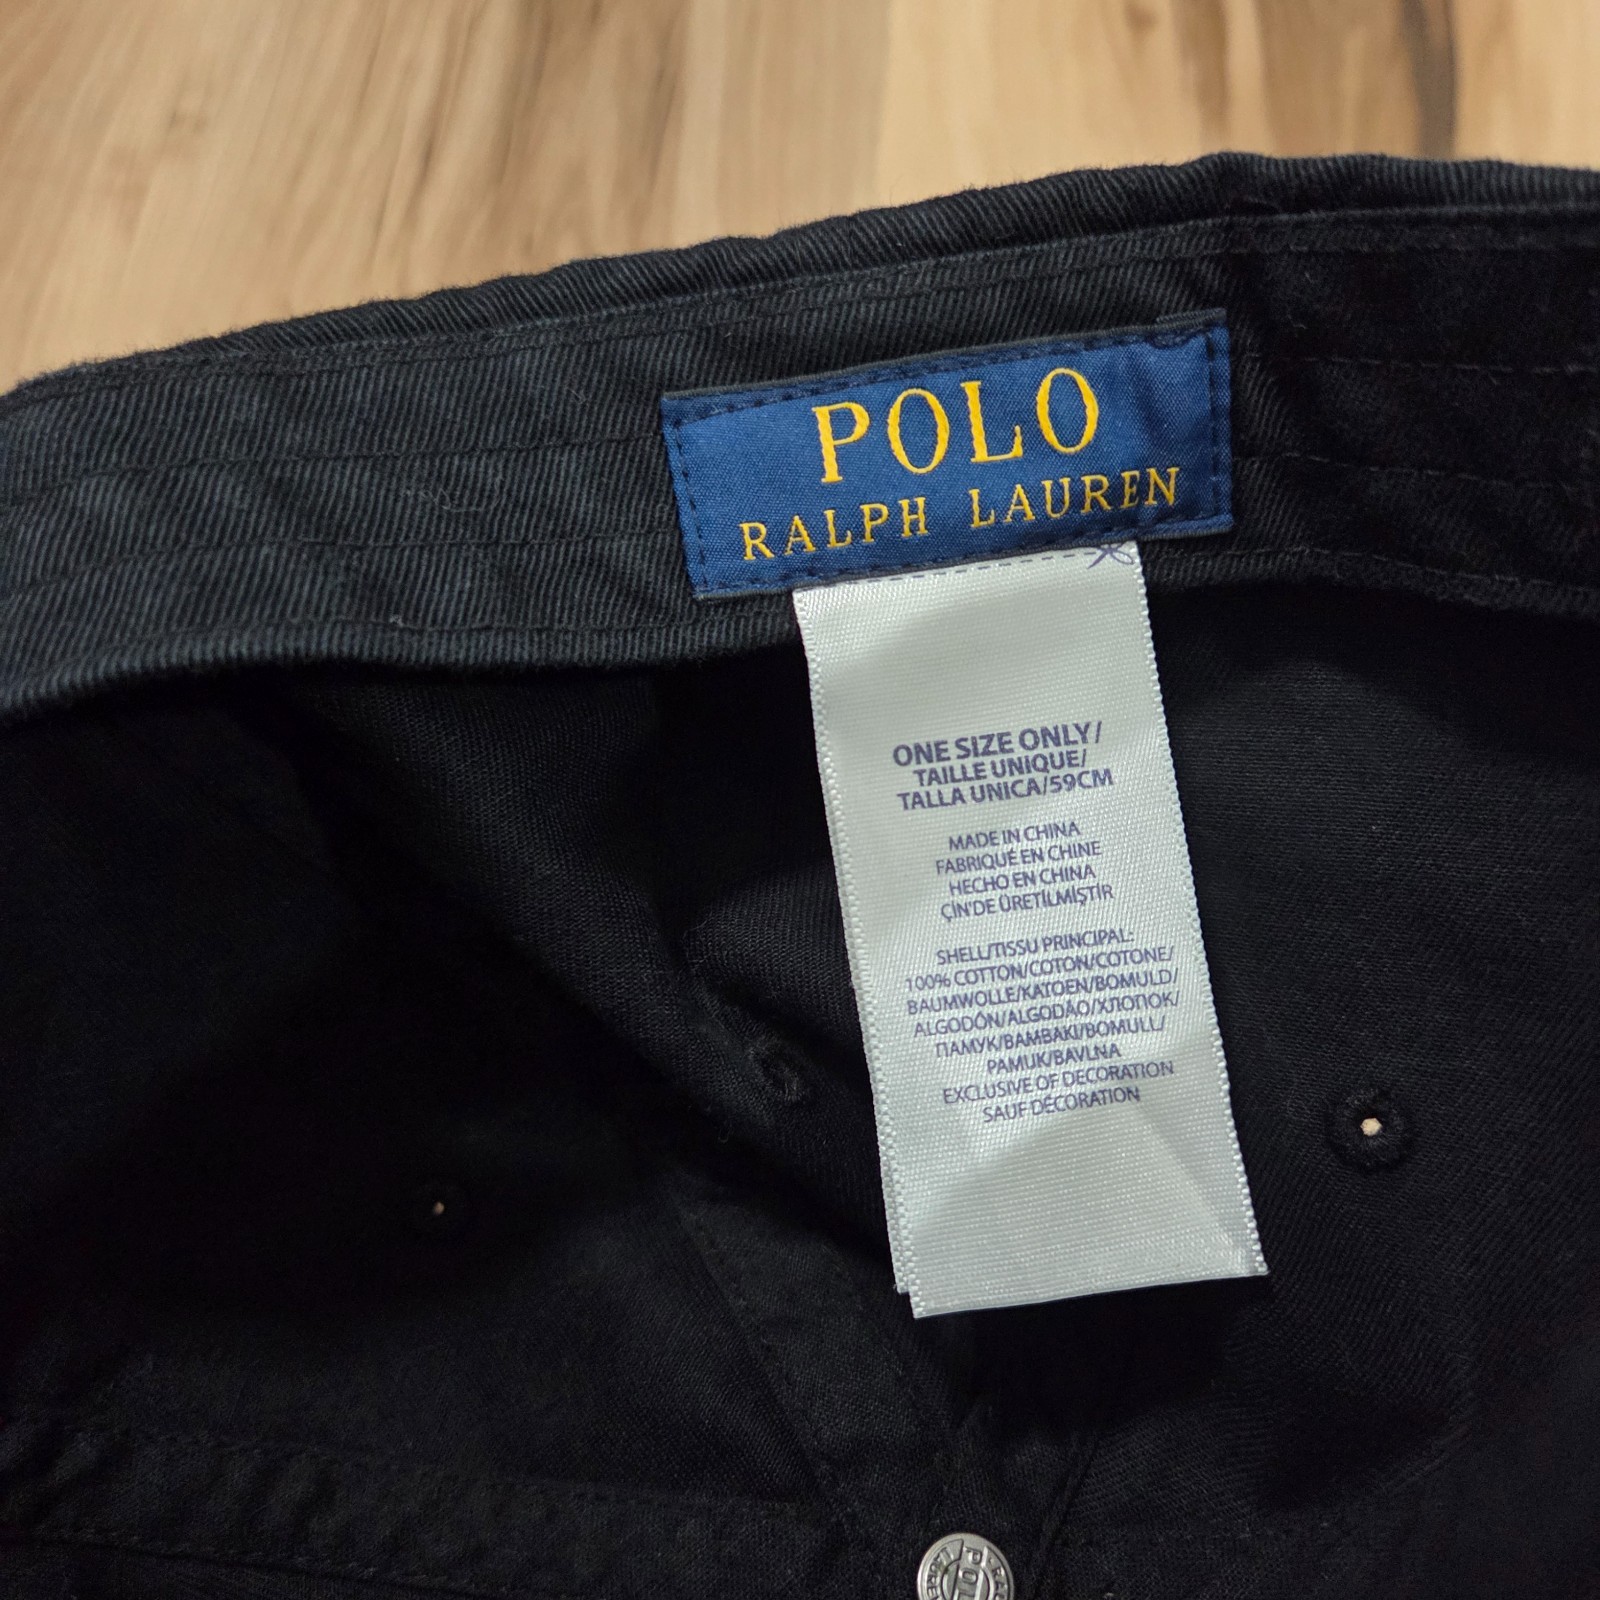 POLO
RALPH LAUREN
ONE SIZE ONLY/
TAILLE UNIQUE/
TALLA UNICA/59CM
MADE IN CHINA
FABRIQUÉ EN CHINE
HECHO EN CHINA
ÇİN'DE ÜRETİLMİŞTİR
SHELL/TISSU PRINCIPAL:
100% COTTON/COTON/COTONE/
BAUMWOLLE/KATOEN/BOMULD/
ALGODÓN/ALGODÃO/ХЛОПОК/
ПАМУК/BAMBAKI/BOMULL/
PAMUK/BAVLNA
EXCLUSIVE OF DECORATION
SAUF DÉCORATION